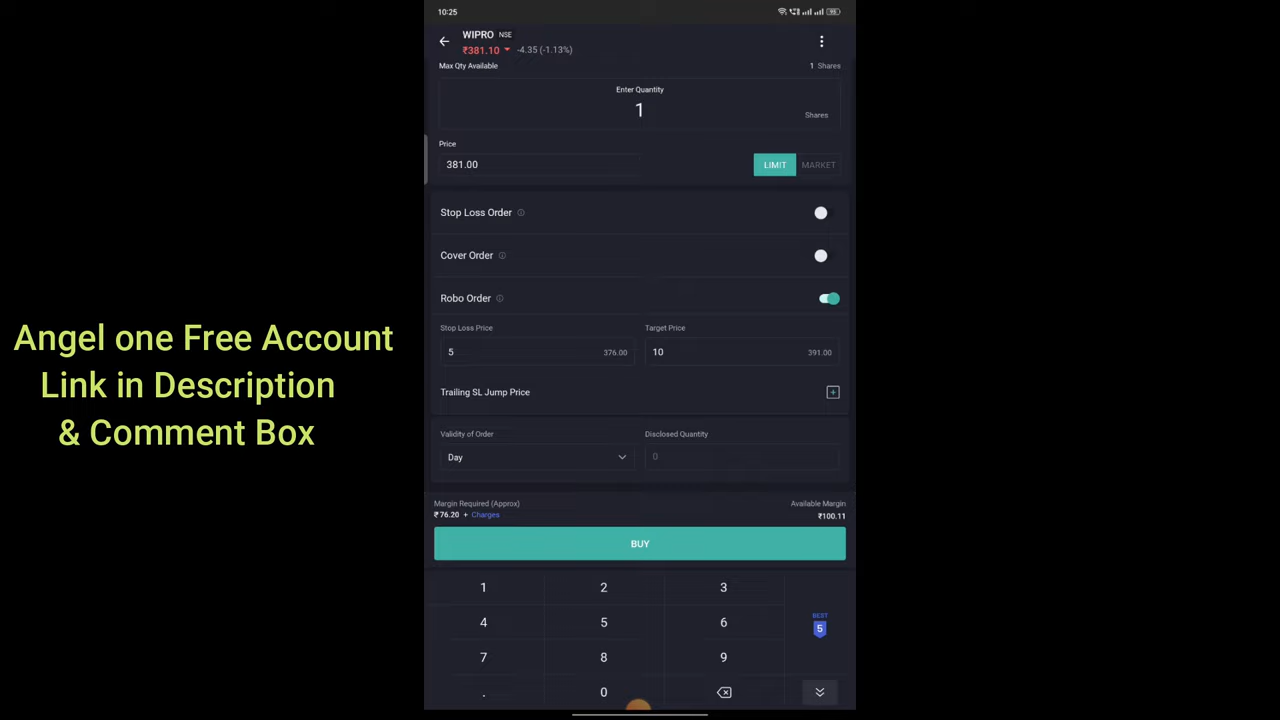 10:25
WIPRO NSE
₹381.10 -4.35 (-1.13%)
Max Qty Available 1 Shares
Enter Quantity
1
Shares
Price
381.00 LIMIT MARKET
Stop Loss Order
Cover Order
Robo Order
Stop Loss Price Target Price
5 376.00 10 391.00
Trailing SL Jump Price
Validity of Order Disclosed Quantity
Day 0
Margin Required (Approx) Available Margin
₹76.20 + Charges ₹100.11
BUY
1 2 3
BEST
5
4 5 6
7 8 9
. 0
Angel one Free Account
Link in Description
& Comment Box